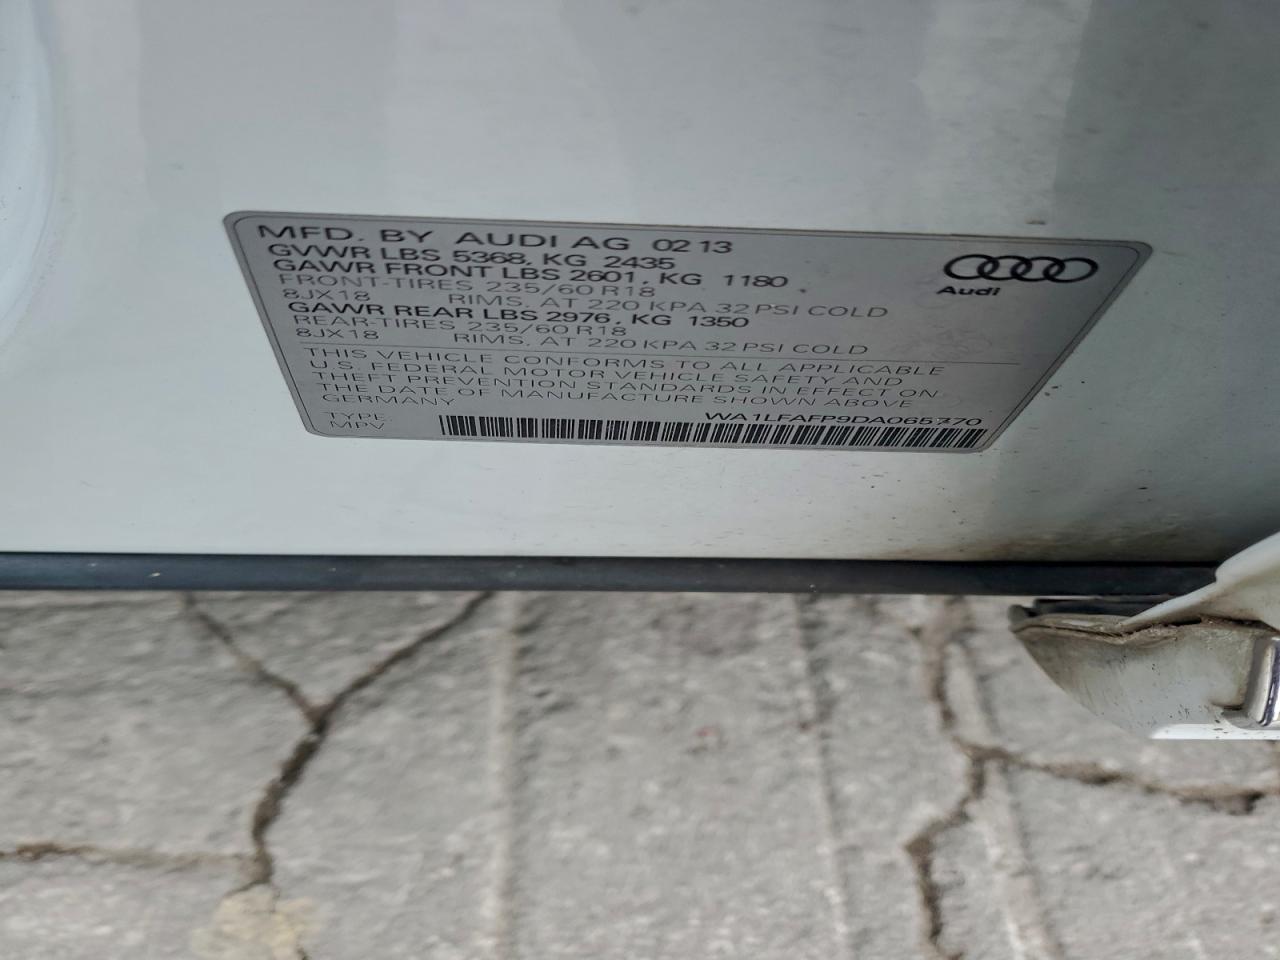 MFD. BY AUDI AG 02 13
GVWR LBS 5368, KG 2435
GAWR FRONT LBS 2601, KG 1180
FRONT-TIRES 235/60 R18
8JX18 RIMS, AT 220 KPA 32 PSI COLD
GAWR REAR LBS 2976, KG 1350
REAR-TIRES 235/60 R18
8JX18 RIMS, AT 220 KPA 32 PSI COLD
Audi
THIS VEHICLE CONFORMS TO ALL APPLICABLE
U.S. FEDERAL MOTOR VEHICLE SAFETY AND
THEFT PREVENTION STANDARDS IN EFFECT ON
THE DATE OF MANUFACTURE SHOWN ABOVE
GERMANY
WA1LFAFP9DA065770
TYPE
MPV